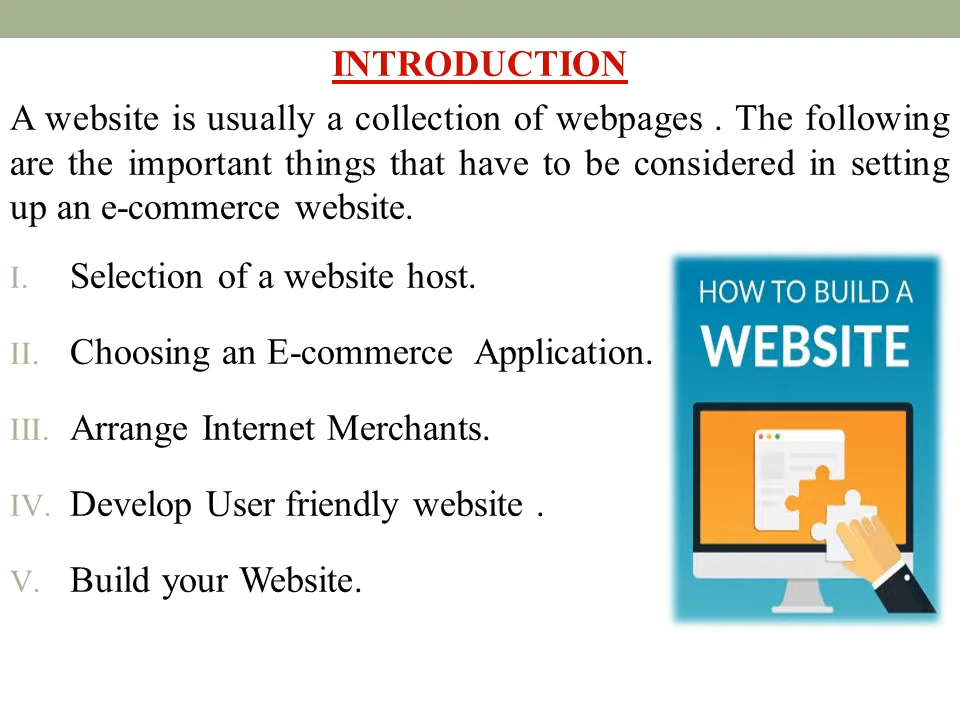 INTRODUCTION
A website is usually a collection of webpages . The following
are the important things that have to be considered in setting
up an e-commerce website.
I. Selection of a website host.
II. Choosing an E-commerce Application.
III. Arrange Internet Merchants.
IV. Develop User friendly website .
V. Build your Website.
HOW TO BUILD A
WEBSITE